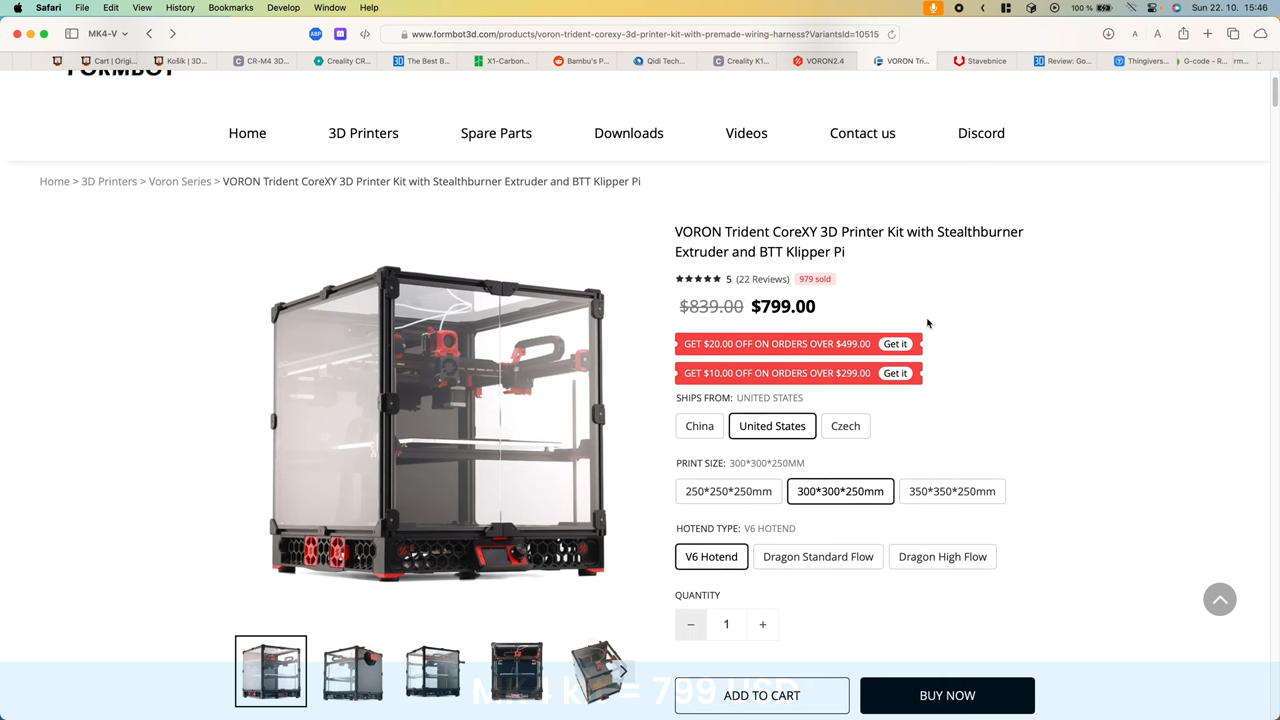 Safari File Edit View History Bookmarks Develop Window Help 100 % Sun 22. 10. 15:46
MK4-V www.formbot3d.com/products/voron-trident-corexy-3d-printer-kit-with-premade-wiring-harness?VariantsId=10515 A A
Cart | Origi... Košík | 3D... CR-M4 3D... Creality CR... The Best B... X1-Carbon... Bambu's P... Qidi Tech... Creality K1... VORON2.4 VORON Tri... Stavebnice Review: Go... Thingivers... G-code - R... rm...
FORMBOT
Home 3D Printers Spare Parts Downloads Videos Contact us Discord
Home > 3D Printers > Voron Series > VORON Trident CoreXY 3D Printer Kit with Stealthburner Extruder and BTT Klipper Pi
VORON Trident CoreXY 3D Printer Kit with Stealthburner
Extruder and BTT Klipper Pi
★★★★★ 5 (22 Reviews) 979 sold
$839.00 $799.00
GET $20.00 OFF ON ORDERS OVER $499.00 Get it
GET $10.00 OFF ON ORDERS OVER $299.00 Get it
SHIPS FROM: UNITED STATES
China United States Czech
PRINT SIZE: 300*300*250MM
250*250*250mm 300*300*250mm 350*350*250mm
HOTEND TYPE: V6 HOTEND
V6 Hotend Dragon Standard Flow Dragon High Flow
QUANTITY
− 1 +
ADD TO CART BUY NOW
MK4 k = 799 USD